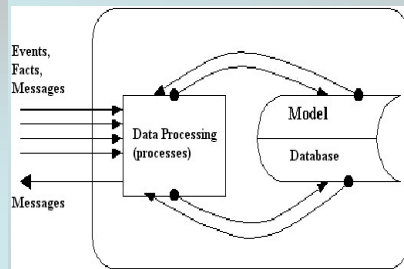 Events,
Facts,
Messages
Data Processing
(processes)
Model
Database
Messages